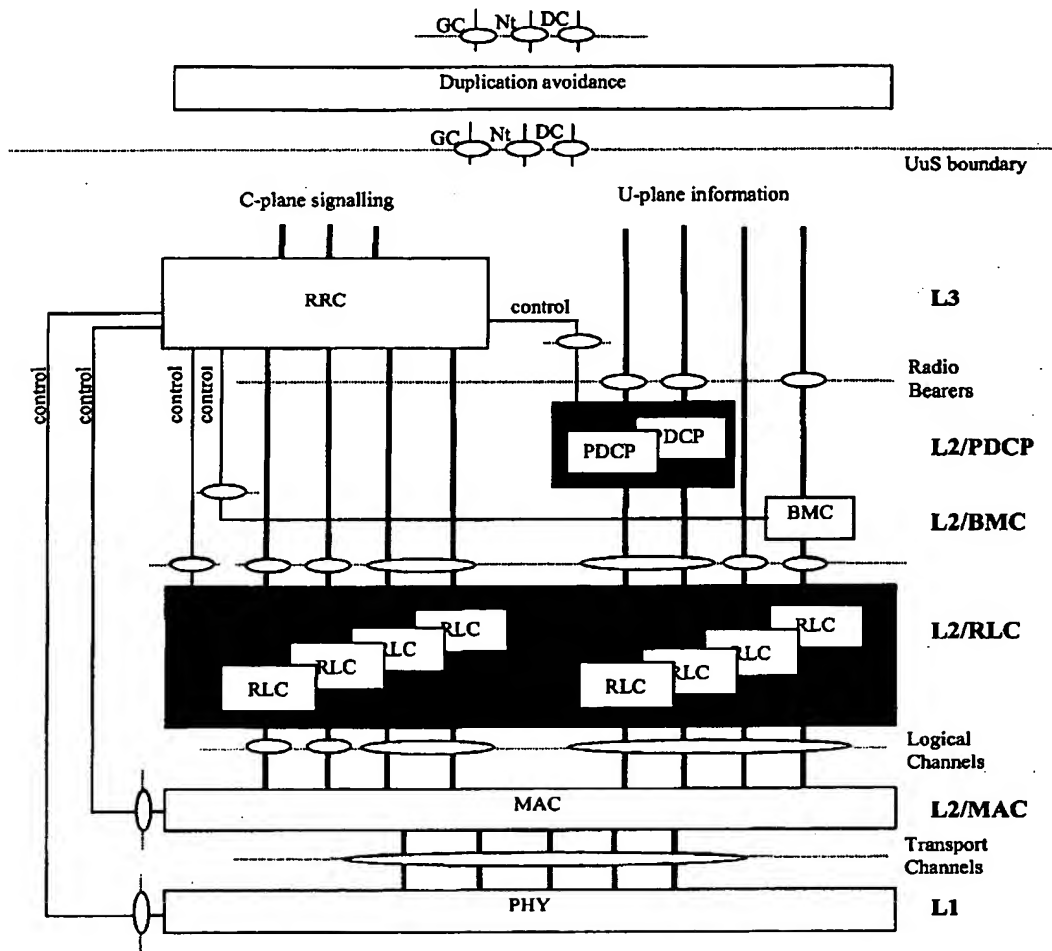 GC Nt DC
Duplication avoidance
GC Nt DC
UuS boundary
C-plane signalling
U-plane information
RRC
control
L3
control
control
control
control
Radio
Bearers
PDCP
PDCP
L2/PDCP
BMC
L2/BMC
RLC
RLC
RLC
RLC
RLC
RLC
RLC
RLC
L2/RLC
Logical
Channels
MAC
L2/MAC
Transport
Channels
PHY
L1